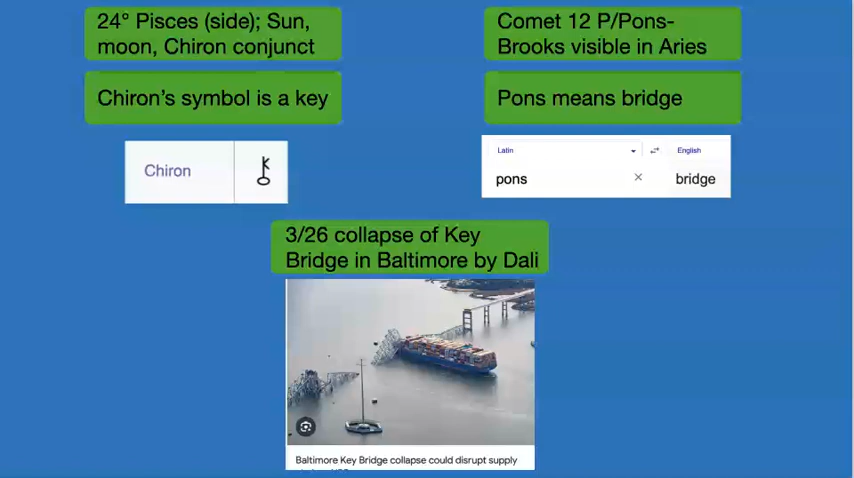 24° Pisces (side); Sun,
moon, Chiron conjunct
Comet 12 P/Pons-
Brooks visible in Aries
Chiron's symbol is a key
Pons means bridge
Chiron
Latin
English
pons
bridge
3/26 collapse of Key
Bridge in Baltimore by Dali
Baltimore Key Bridge collapse could disrupt supply